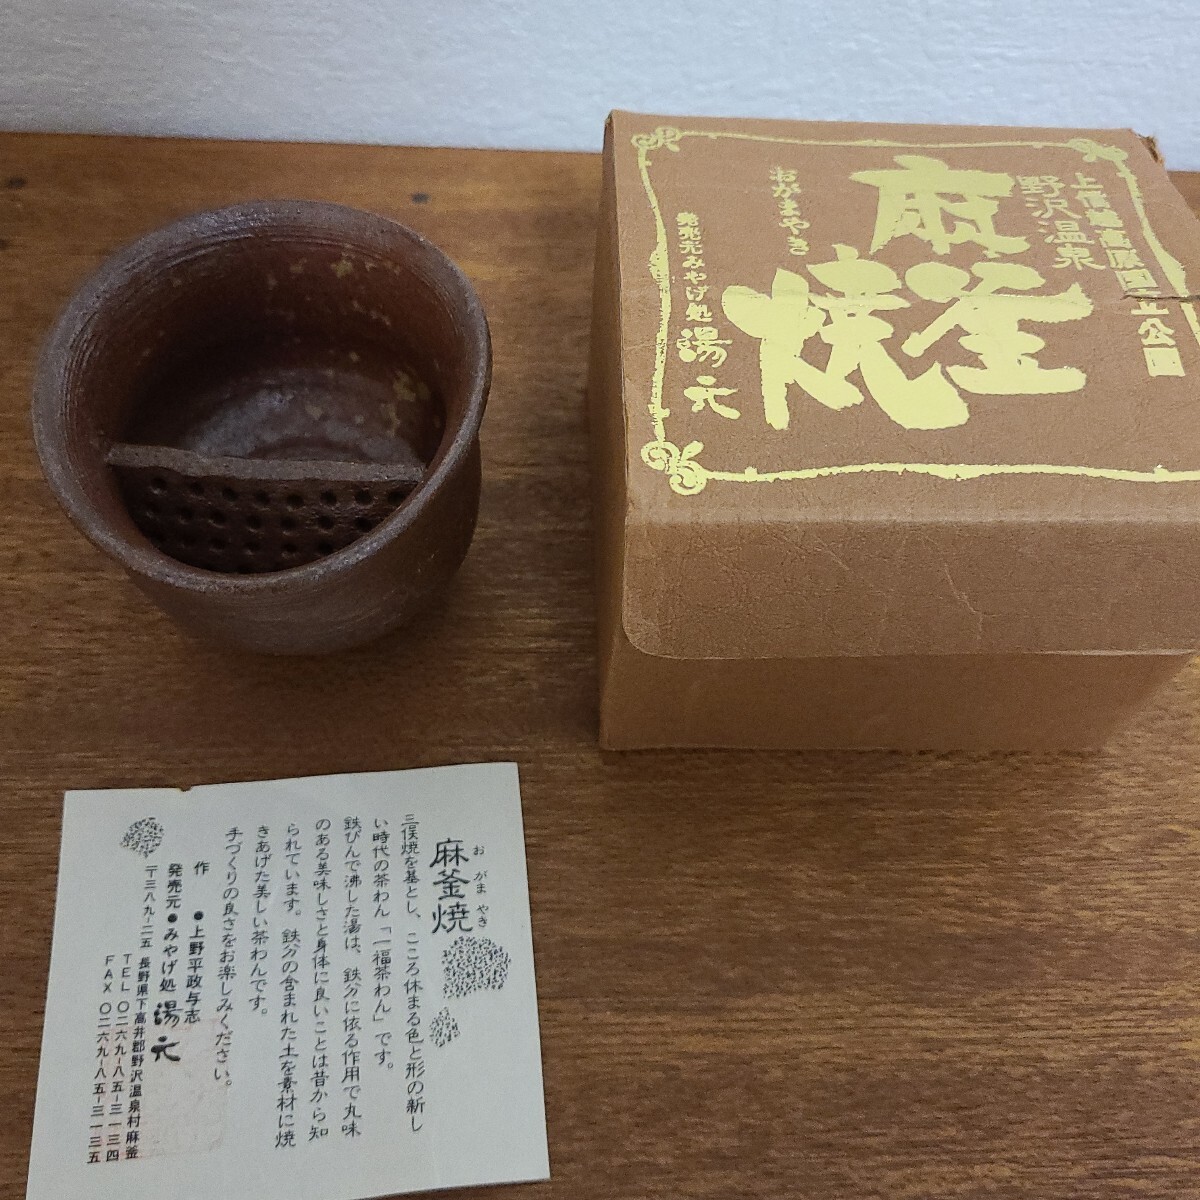 上信越高原国立公園
野沢温泉
麻釜
焼
おがまやき
発売元みやげ処 湯元
麻釜焼
おがまやき
三俣焼を基とし、こころ休まる色と形の新し
い時代の茶わん「一福茶わん」です。
鉄びんで沸した湯は、鉄分に依る作用で丸味
のある美味しさと身体に良いことは昔から知
られています。鉄分の含まれた土を素材に焼
きあげた美しい茶わんです。
手づくりの良さをお楽しみください。
作 ●上野平政与志
発売元●みやげ処 湯元
〒三八九-二五 長野県下高井郡野沢温泉村麻釜
TEL 〇二六九-八五-三一三四
FAX 〇二六九-八五-三一三五